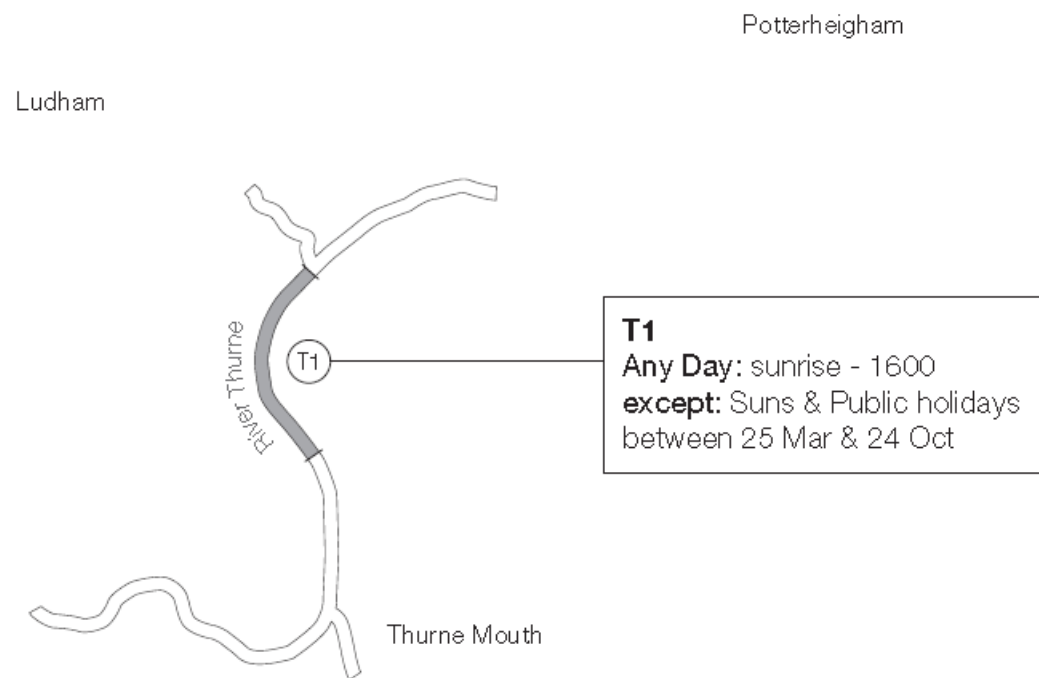 Potterheigham
Ludham
River Thurne
T1
T1
Any Day: sunrise - 1600
except: Suns & Public holidays
between 25 Mar & 24 Oct
Thurne Mouth